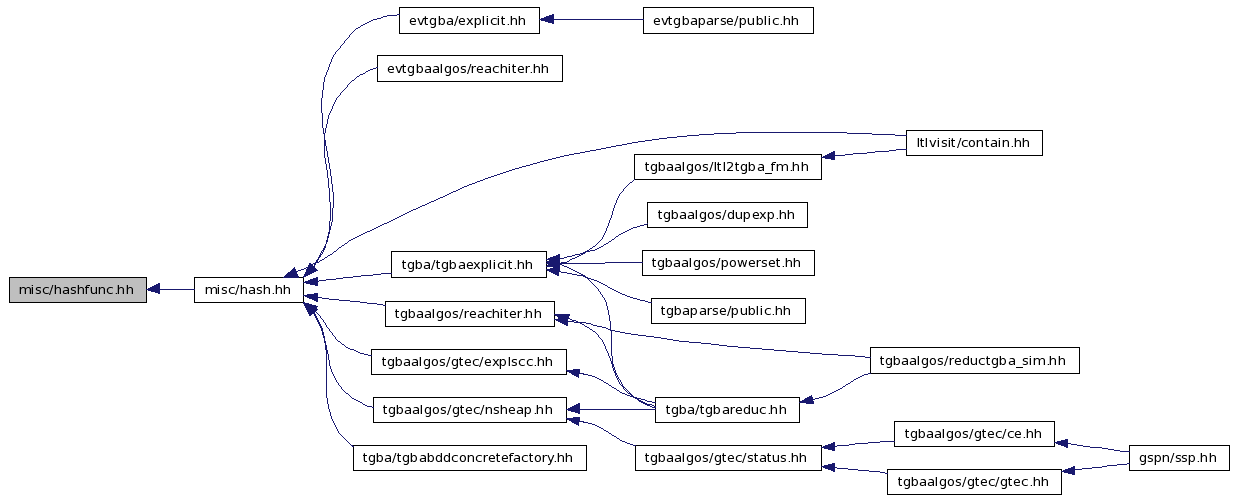 evtgba/explicit.hh
evtgbaparse/public.hh
evtgbaalgos/reachiter.hh
ltlvisit/contain.hh
tgbaalgos/ltl2tgba_fm.hh
tgbaalgos/dupexp.hh
tgba/tgbaexplicit.hh
tgbaalgos/powerset.hh
misc/hashfunc.hh
misc/hash.hh
tgbaalgos/reachiter.hh
tgbaparse/public.hh
tgbaalgos/gtec/explscc.hh
tgbaalgos/reductgba_sim.hh
tgbaalgos/gtec/nsheap.hh
tgba/tgbareduc.hh
tgbaalgos/gtec/ce.hh
tgba/tgbabddconcretefactory.hh
tgbaalgos/gtec/status.hh
gspn/ssp.hh
tgbaalgos/gtec/gtec.hh